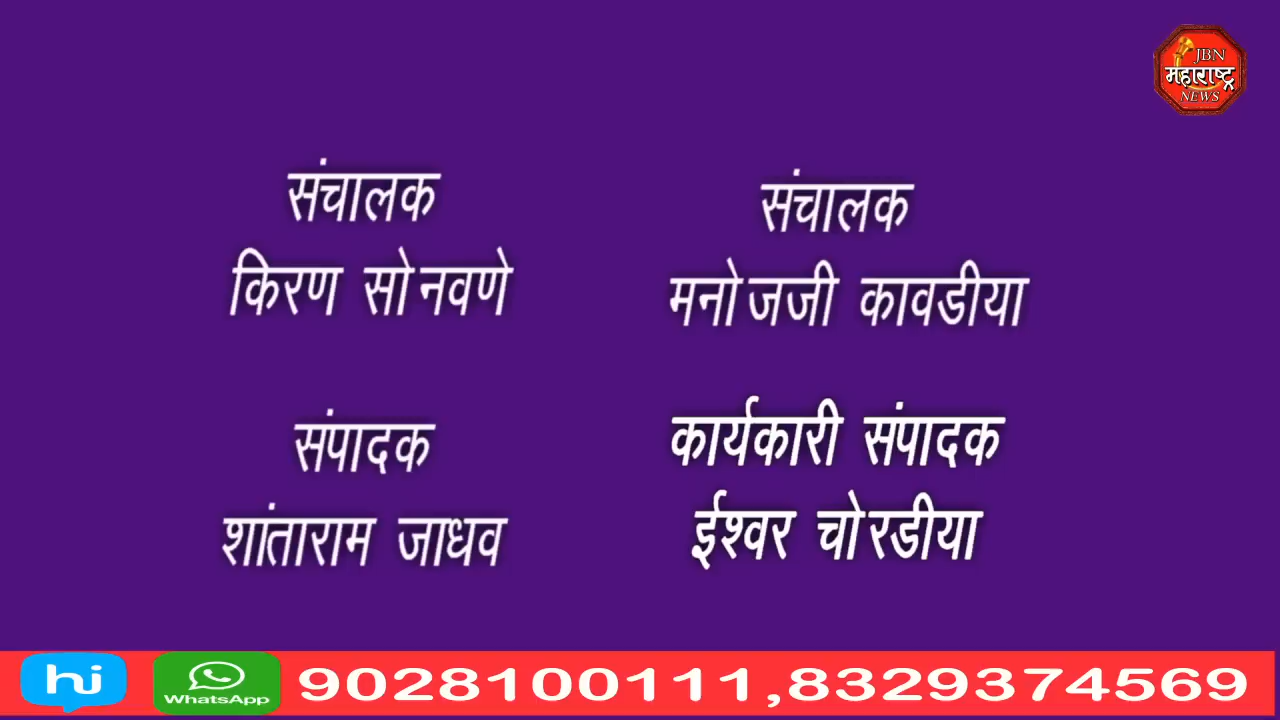 JBN
महाराष्ट्र
NEWS
संचालक
किरण सोनवणे
संचालक
मनोजजी कावडीया
संपादक
शांताराम जाधव
कार्यकारी संपादक
ईश्वर चोरडीया
hi
WhatsApp
9028100111,8329374569